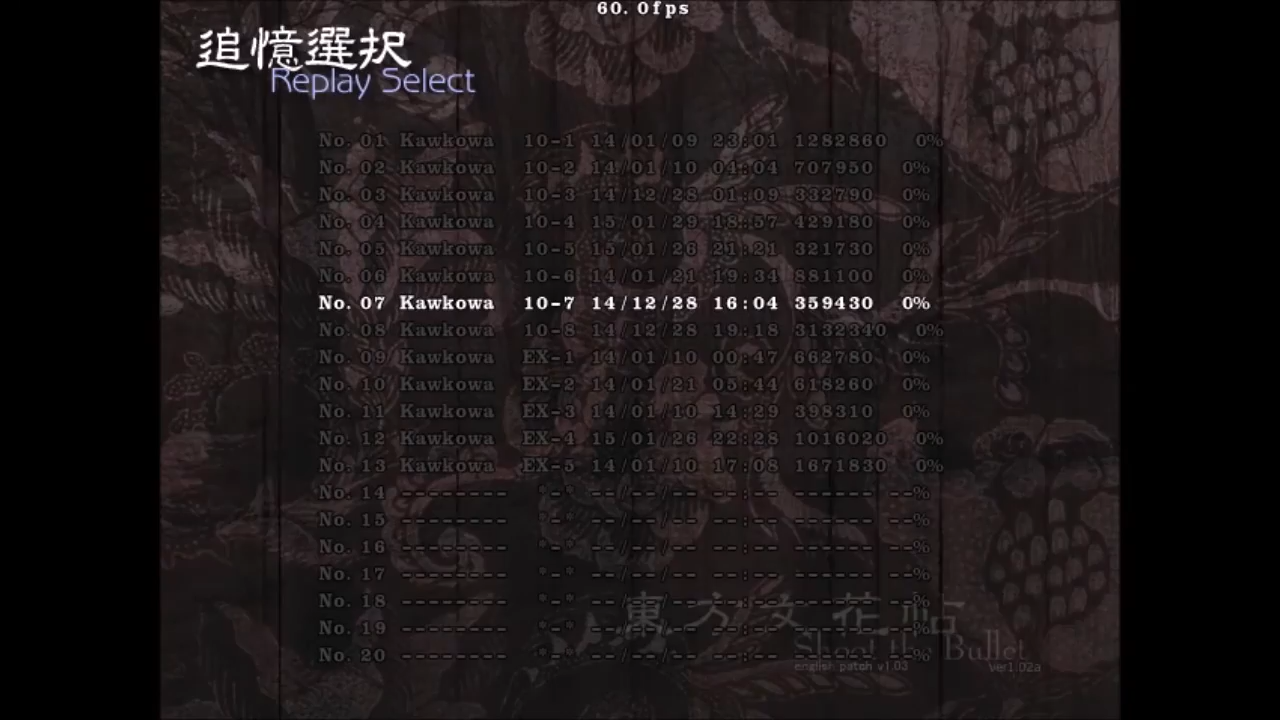 60. 0fps
追憶選択
Replay Select
No. 01 Kawkowa 10-1 14/01/09 23:01 1282860 0%
No. 02 Kawkowa 10-2 14/01/10 04:04 707950 0%
No. 03 Kawkowa 10-3 14/12/28 01:09 332790 0%
No. 04 Kawkowa 10-4 15/01/29 18:57 429180 0%
No. 05 Kawkowa 10-5 15/01/26 21:21 321730 0%
No. 06 Kawkowa 10-6 14/01/21 19:34 881100 0%
No. 07 Kawkowa 10-7 14/12/28 16:04 359430 0%
No. 08 Kawkowa 10-8 14/12/28 19:18 3132340 0%
No. 09 Kawkowa EX-1 14/01/10 00:47 662780 0%
No. 10 Kawkowa EX-2 14/01/21 05:44 618260 0%
No. 11 Kawkowa EX-3 14/01/10 14:29 398310 0%
No. 12 Kawkowa EX-4 15/01/26 22:28 1016020 0%
No. 13 Kawkowa EX-5 14/01/10 17:08 1671830 0%
No. 14 -------- *-* --/--/-- --:-- ------ --%
No. 15 -------- *-* --/--/-- --:-- ------ --%
No. 16 -------- *-* --/--/-- --:-- ------ --%
No. 17 -------- *-* --/--/-- --:-- ------ --%
No. 18 -------- *-* --/--/-- --:-- ------ --%
No. 19 -------- *-* --/--/-- --:-- ------ --%
No. 20 -------- *-* --/--/-- --:-- ------ --%
東方文花帖
Shoot the Bullet
english patch v1.03
ver1.02a